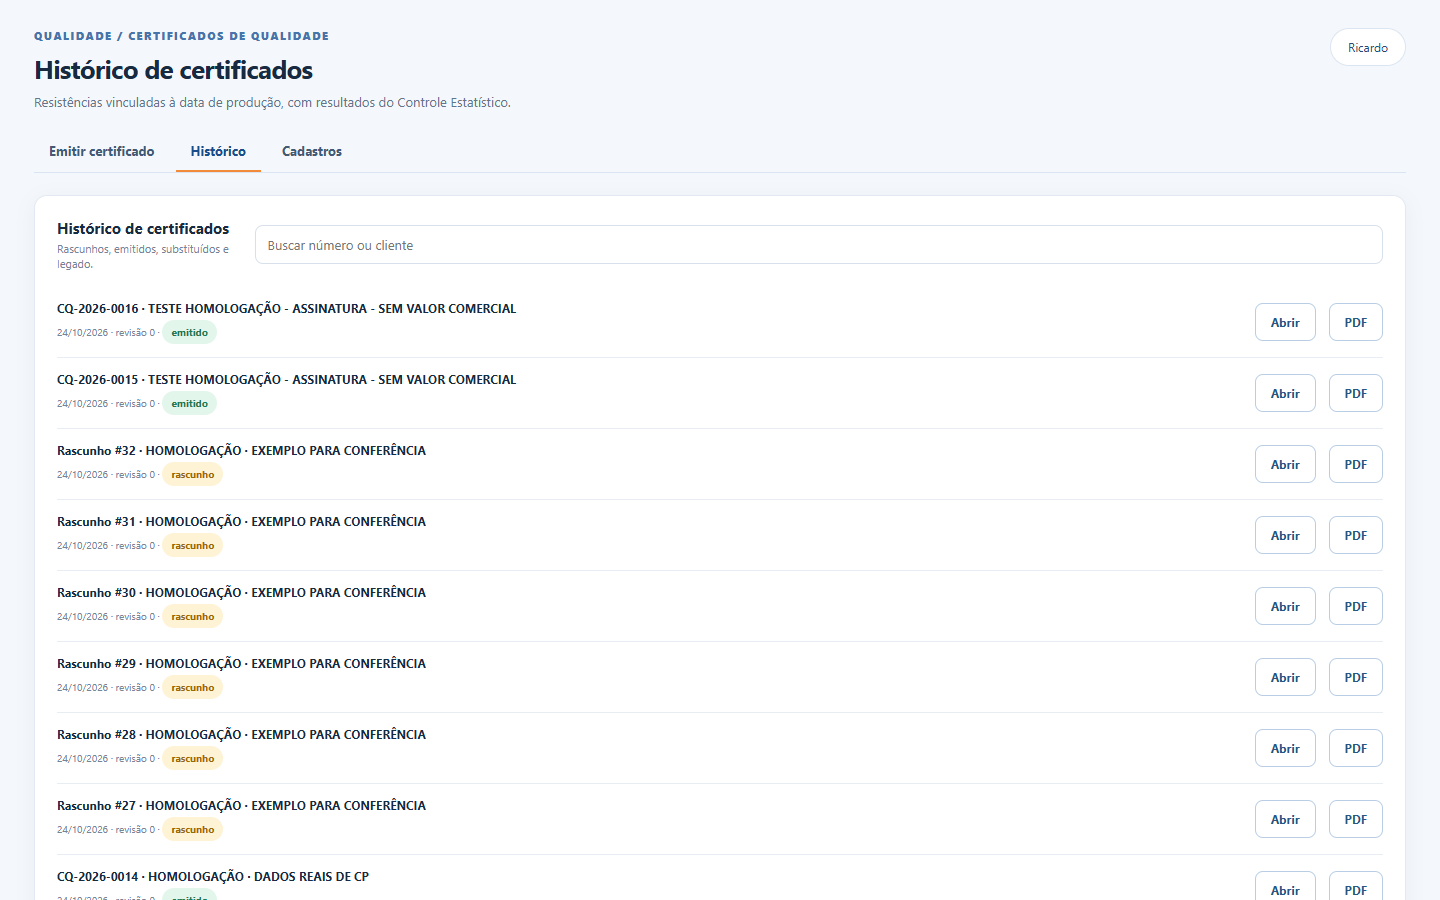 QUALIDADE / CERTIFICADOS DE QUALIDADE
Histórico de certificados
Resistências vinculadas à data de produção, com resultados do Controle Estatístico.
Ricardo
Emitir certificado
Histórico
Cadastros
Histórico de certificados
Rascunhos, emitidos, substituídos e
legado.
Buscar número ou cliente
CQ-2026-0016 · TESTE HOMOLOGAÇÃO - ASSINATURA - SEM VALOR COMERCIAL
24/10/2026 · revisão 0 · emitido
Abrir
PDF
CQ-2026-0015 · TESTE HOMOLOGAÇÃO - ASSINATURA - SEM VALOR COMERCIAL
24/10/2026 · revisão 0 · emitido
Abrir
PDF
Rascunho #32 · HOMOLOGAÇÃO · EXEMPLO PARA CONFERÊNCIA
24/10/2026 · revisão 0 · rascunho
Abrir
PDF
Rascunho #31 · HOMOLOGAÇÃO · EXEMPLO PARA CONFERÊNCIA
24/10/2026 · revisão 0 · rascunho
Abrir
PDF
Rascunho #30 · HOMOLOGAÇÃO · EXEMPLO PARA CONFERÊNCIA
24/10/2026 · revisão 0 · rascunho
Abrir
PDF
Rascunho #29 · HOMOLOGAÇÃO · EXEMPLO PARA CONFERÊNCIA
24/10/2026 · revisão 0 · rascunho
Abrir
PDF
Rascunho #28 · HOMOLOGAÇÃO · EXEMPLO PARA CONFERÊNCIA
24/10/2026 · revisão 0 · rascunho
Abrir
PDF
Rascunho #27 · HOMOLOGAÇÃO · EXEMPLO PARA CONFERÊNCIA
24/10/2026 · revisão 0 · rascunho
Abrir
PDF
CQ-2026-0014 · HOMOLOGAÇÃO · DADOS REAIS DE CP
24/10/2026 · revisão 0 · emitido
Abrir
PDF